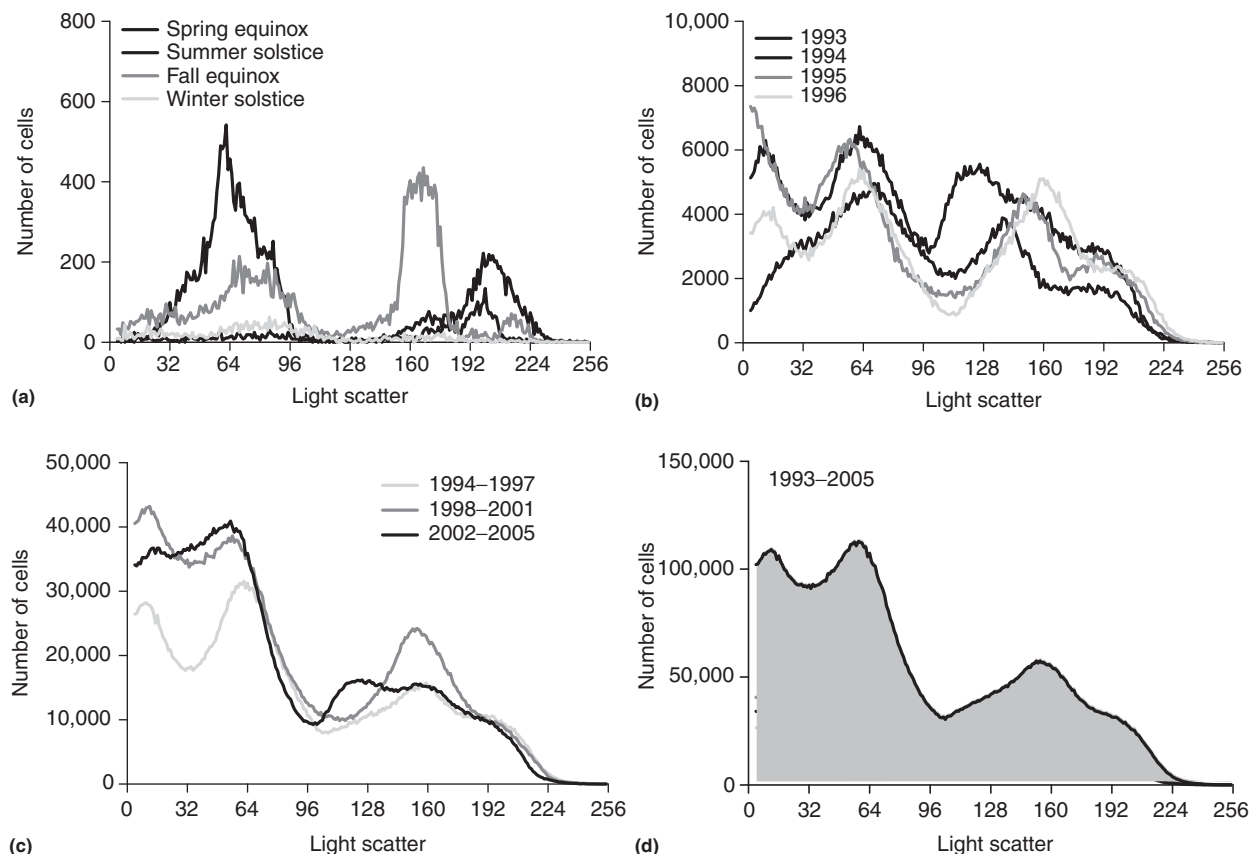 800
600
400
200
0
Number of cells
Spring equinox
Summer solstice
Fall equinox
Winter solstice
0 32 64 96 128 160 192 224 256
Light scatter
(a)
10,000
8000
6000
4000
2000
0
Number of cells
1993
1994
1995
1996
0 32 64 96 128 160 192 224 256
Light scatter
(b)
50,000
40,000
30,000
20,000
10,000
0
Number of cells
1994–1997
1998–2001
2002–2005
0 32 64 96 128 160 192 224 256
Light scatter
(c)
150,000
100,000
50,000
0
Number of cells
1993–2005
0 32 64 96 128 160 192 224 256
Light scatter
(d)